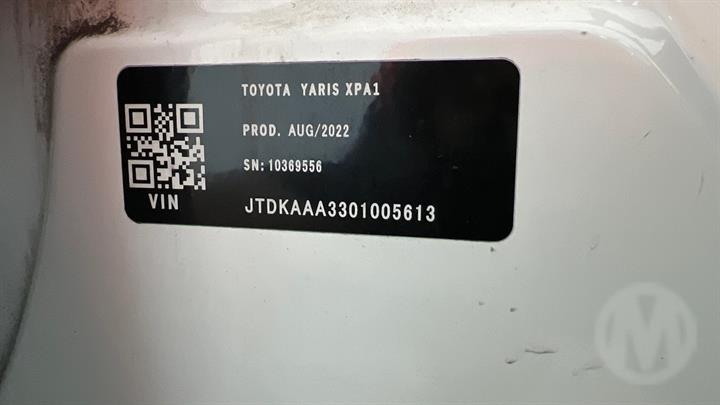 TOYOTA YARIS XPA1
PROD. AUG/2022
SN: 10369556
VIN
JTDKAAA3301005613
M